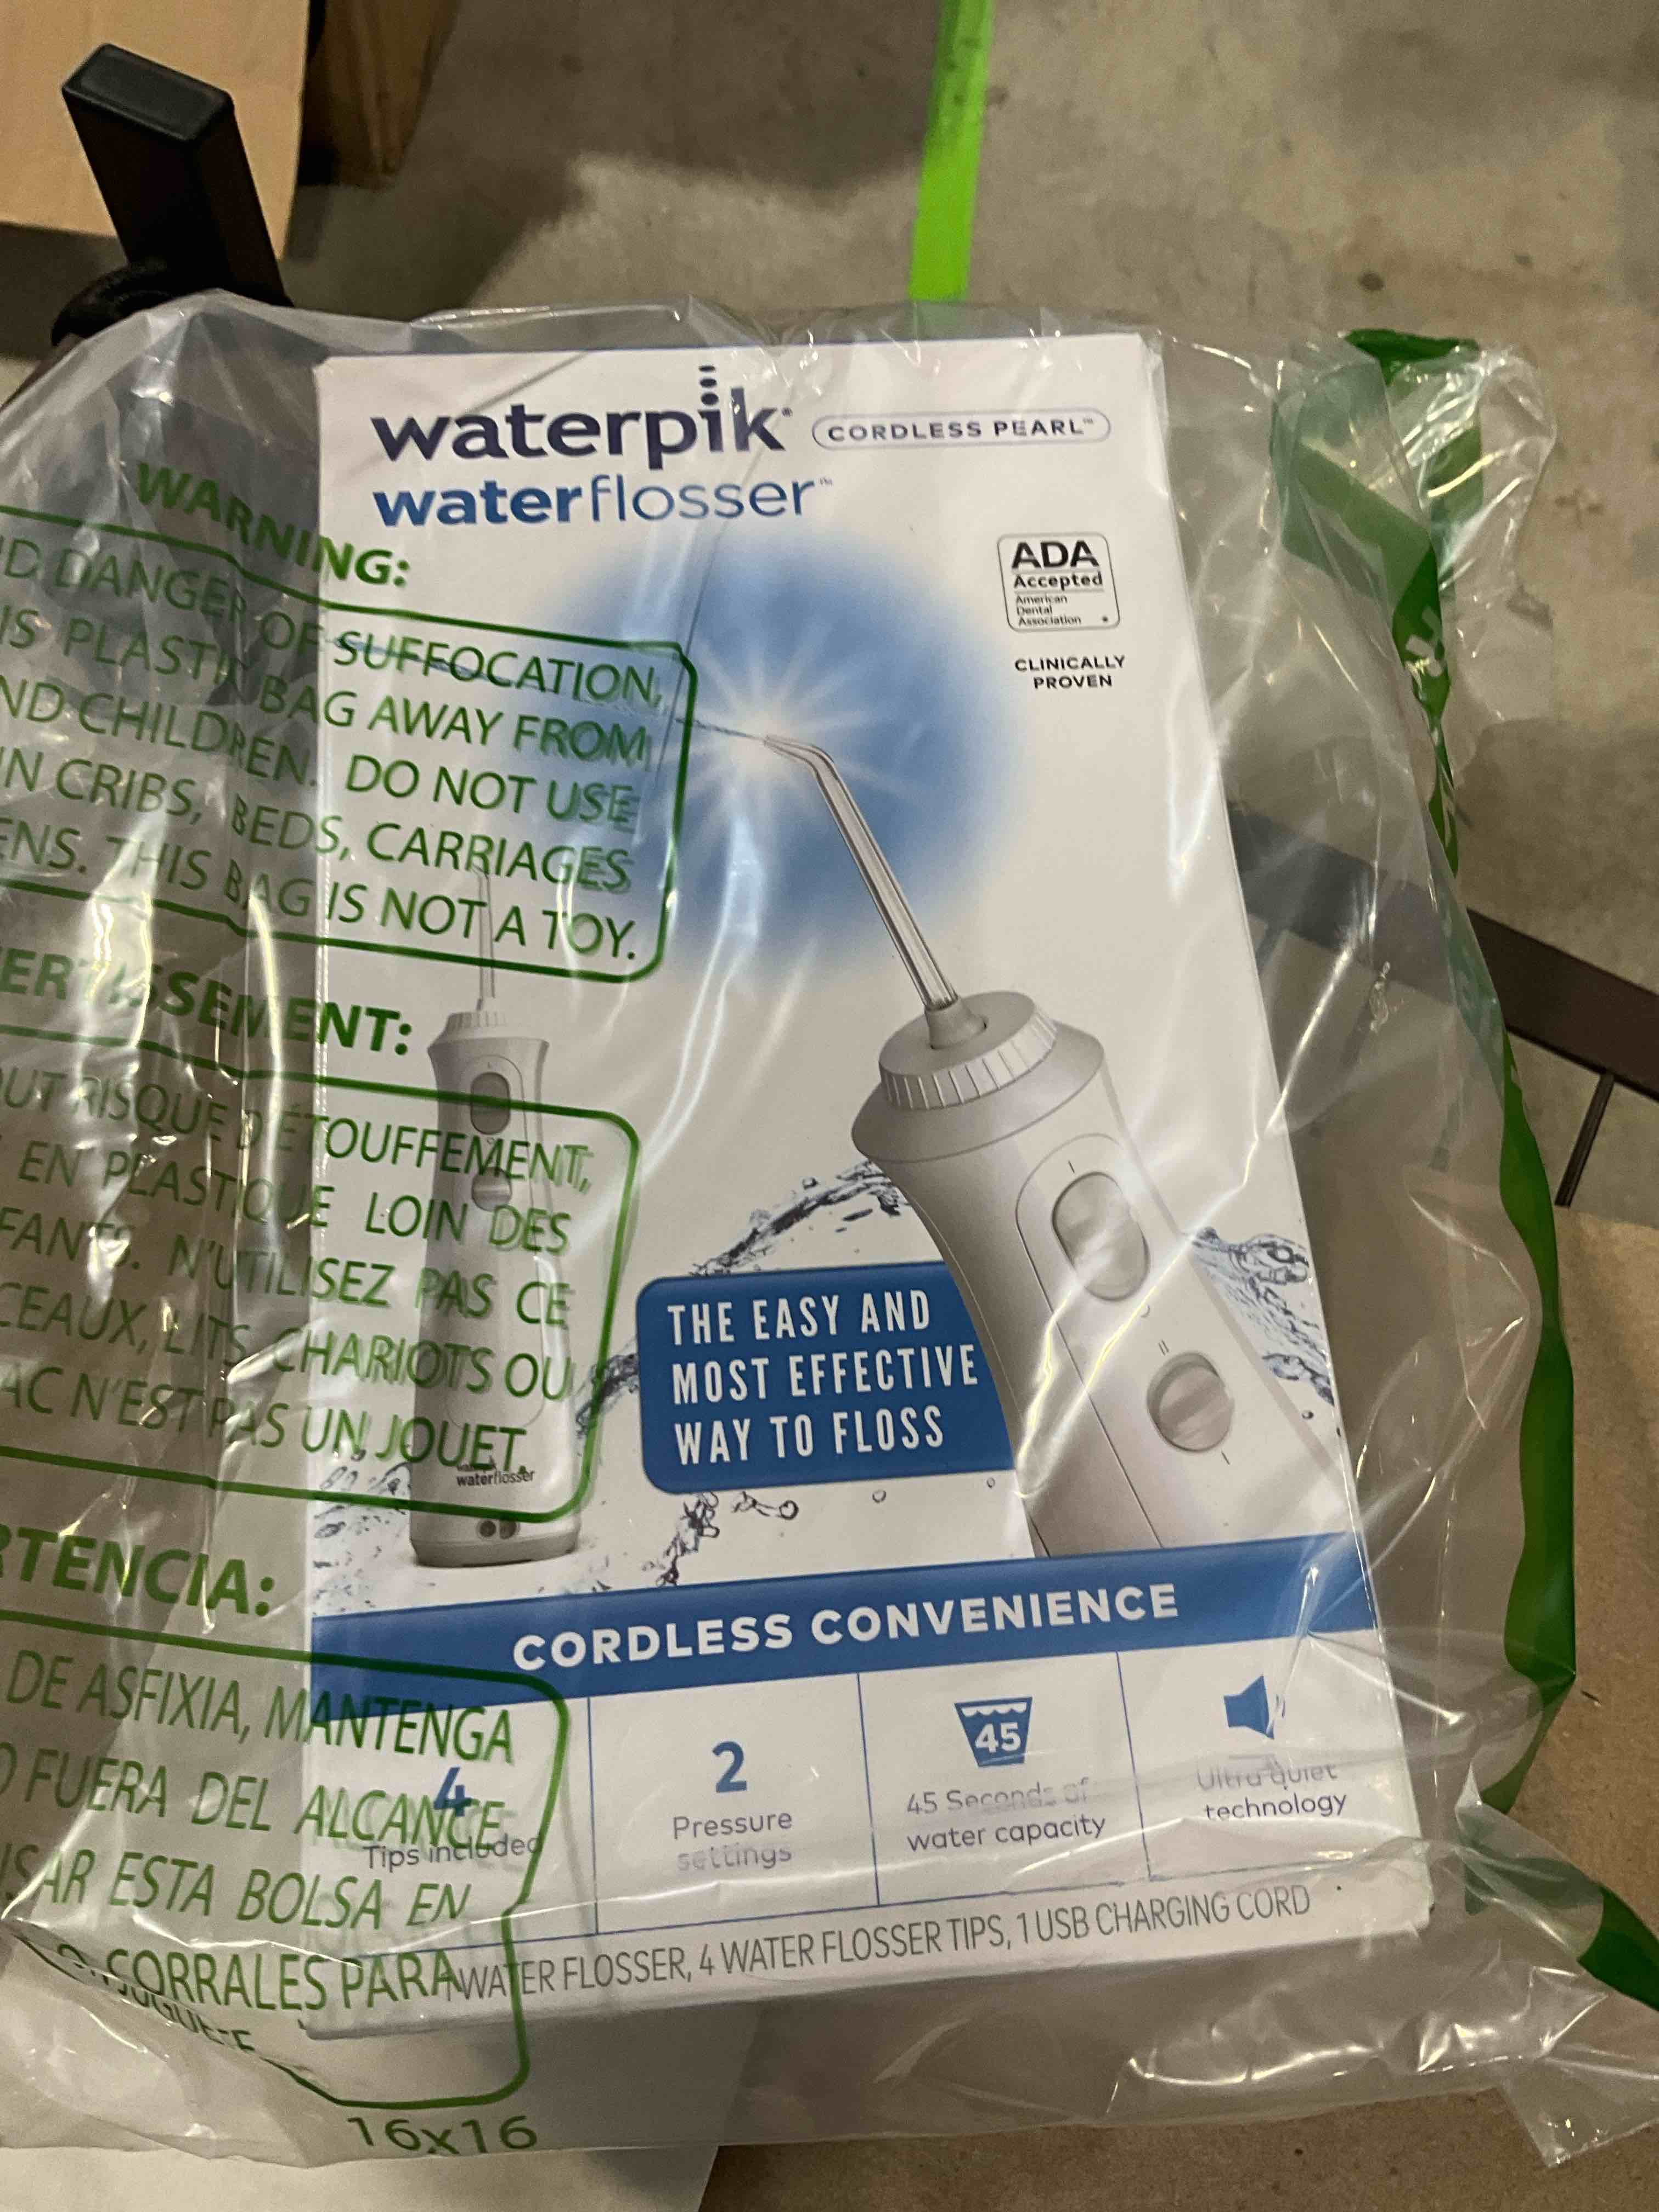 waterpik
CORDLESS PEARL™
waterflosser™
ADA
Accepted
American
Dental
Association
CLINICALLY
PROVEN
WARNING:
DANGER OF SUFFOCATION,
PLASTIC BAG AWAY FROM
CHILDREN. DO NOT USE
IN CRIBS, BEDS, CARRIAGES
THIS BAG IS NOT A TOY.
RISQUE D'ÉTOUFFEMENT,
EN PLASTIQUE LOIN DES
N'UTILISEZ PAS CE
LITS, CHARIOTS OU
N'EST PAS UN JOUET.
waterflosser
THE EASY AND
MOST EFFECTIVE
WAY TO FLOSS
DE ASFIXIA, MANTENGA
FUERA DEL ALCANCE
ESTA BOLSA EN
CORRALES PARA
16x16
CORDLESS CONVENIENCE
4
Tips included
2
Pressure
settings
45
45 Seconds of
water capacity
Ultra quiet
technology
WATER FLOSSER, 4 WATER FLOSSER TIPS, 1 USB CHARGING CORD